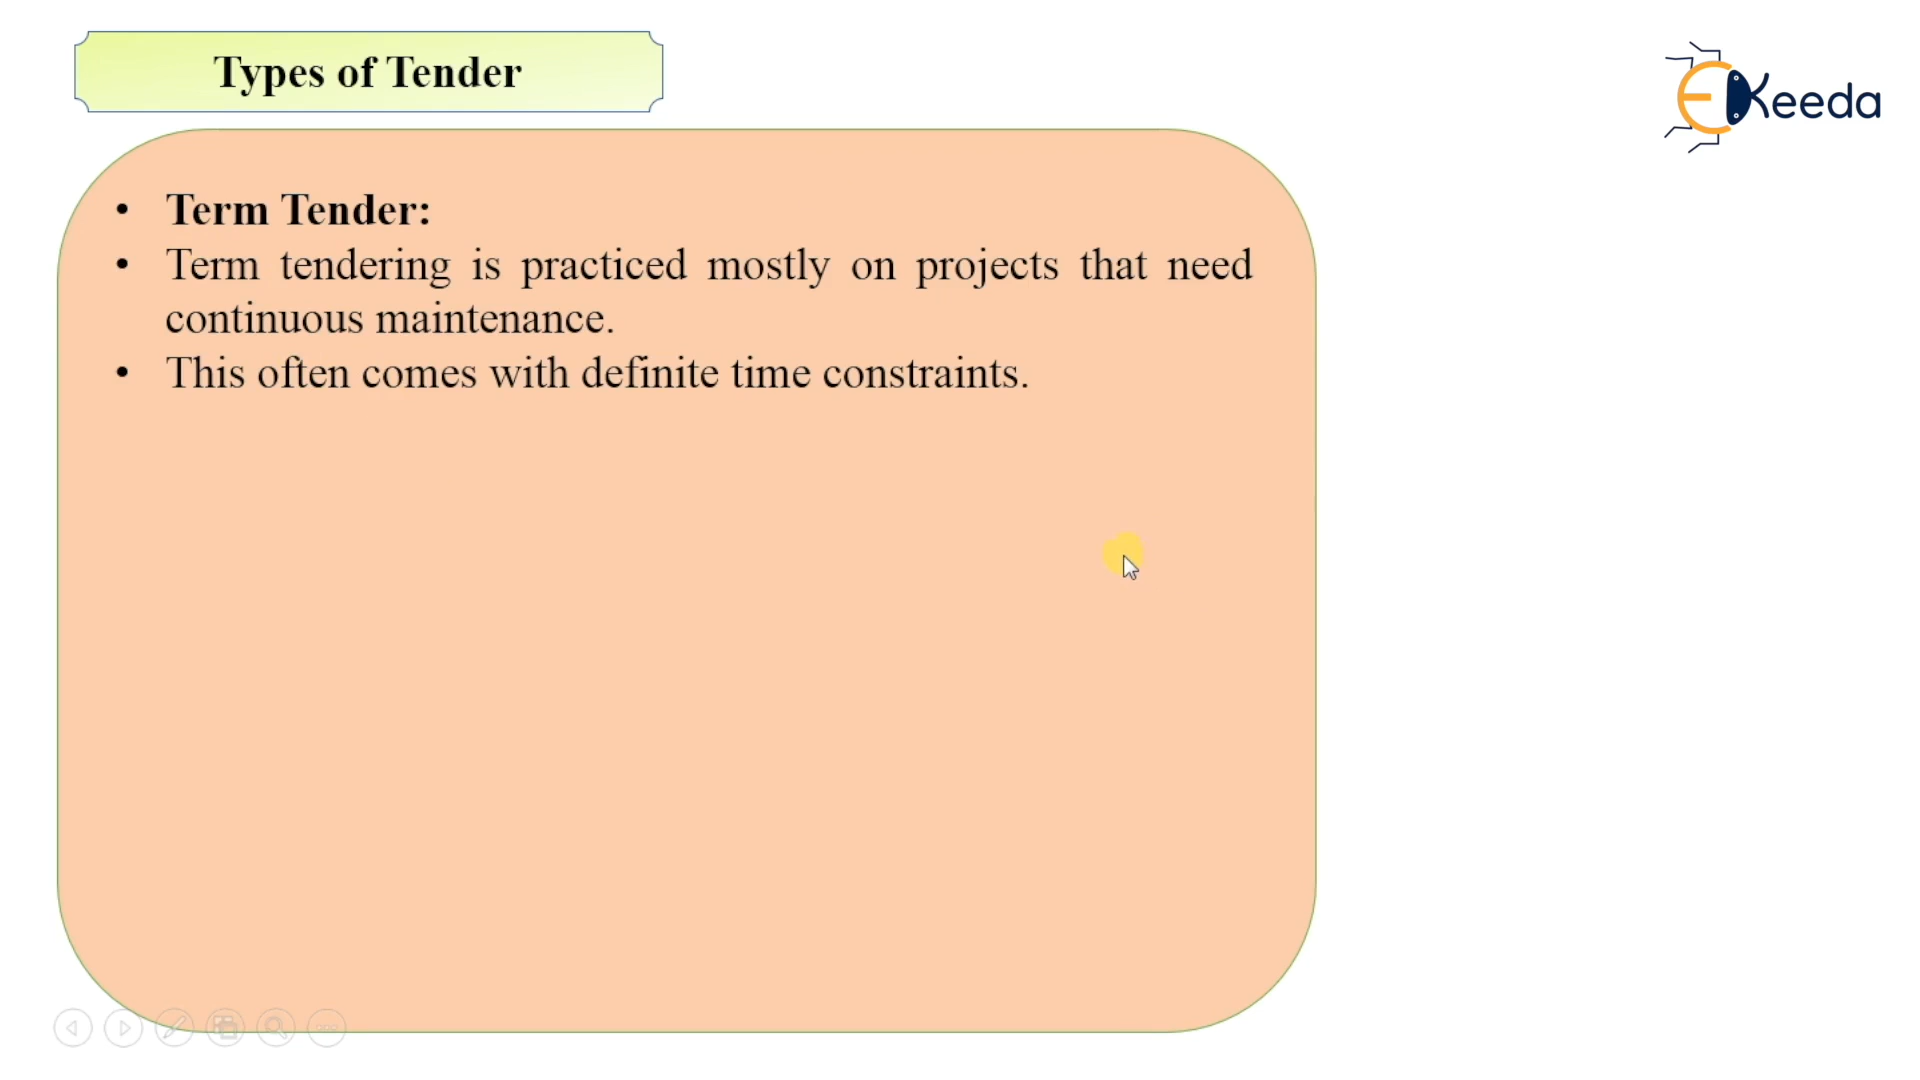 Types of Tender
EKeeda
• Term Tender:
• Term tendering is practiced mostly on projects that need
continuous maintenance.
• This often comes with definite time constraints.